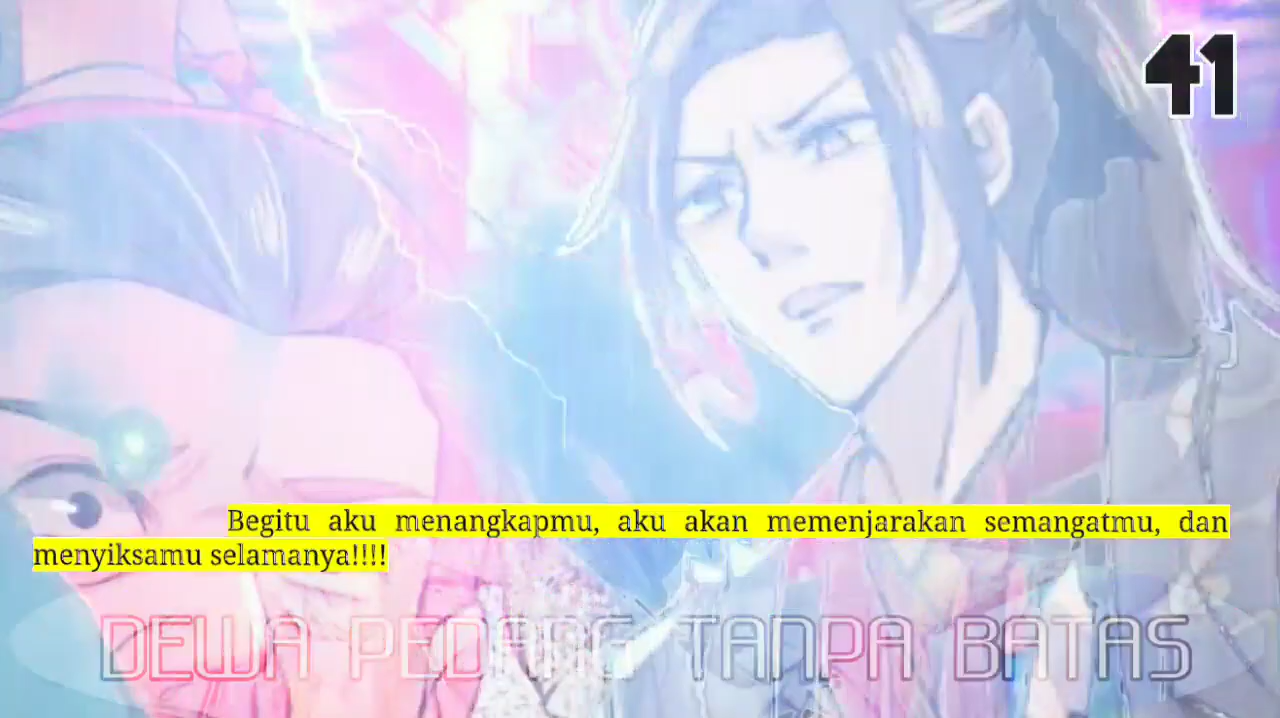 41
Begitu aku menangkapmu, aku akan memenjarakan semangatmu, dan
menyiksamu selamanya!!!!
DEWA PEDANG TANPA BATAS